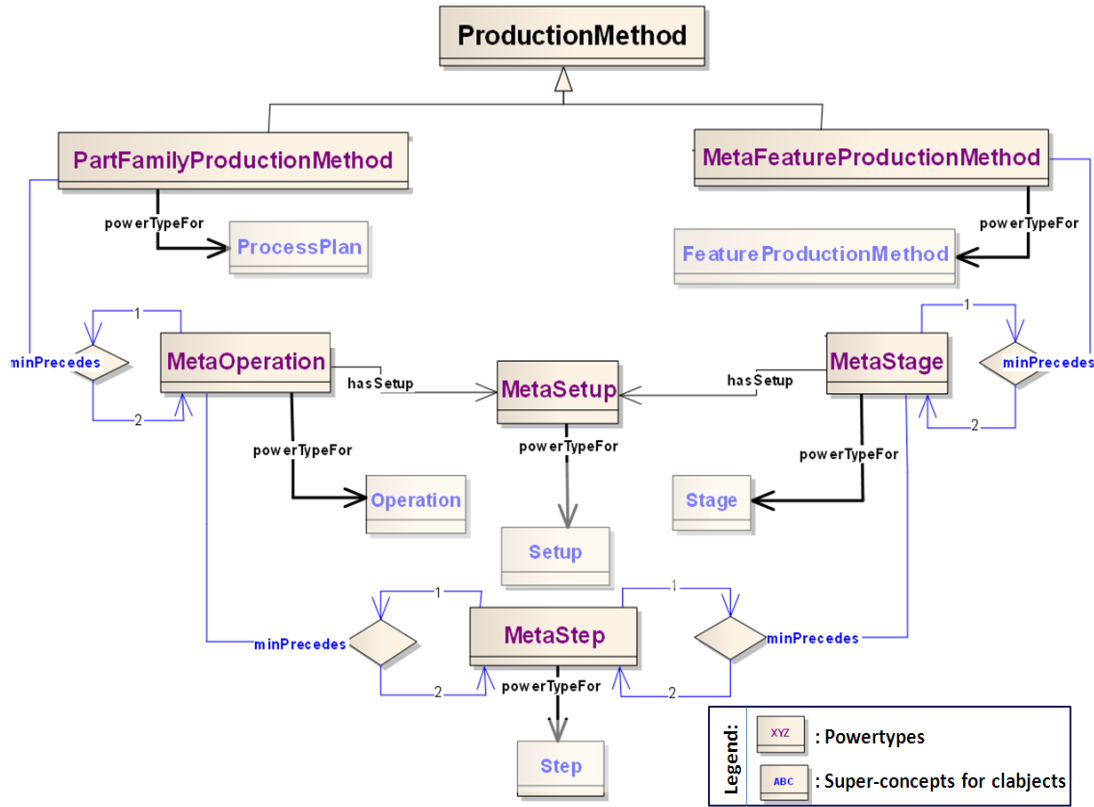 ProductionMethod
PartFamilyProductionMethod
MetaFeatureProductionMethod
powerTypeFor
powerTypeFor
ProcessPlan
FeatureProductionMethod
1
1
minPrecedes
MetaOperation
hasSetup
MetaSetup
hasSetup
MetaStage
minPrecedes
2
2
powerTypeFor
powerTypeFor
powerTypeFor
Operation
Stage
Setup
1
1
minPrecedes
MetaStep
minPrecedes
2
powerTypeFor
2
Step
Legend:
XYZ : Powertypes
ABC : Super-concepts for clabjects